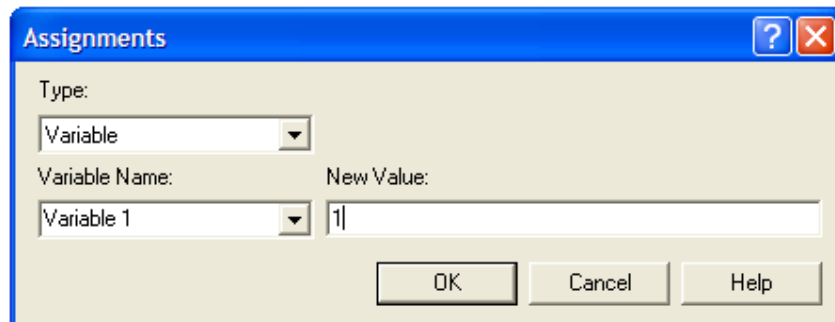 Assignments
Type:
Variable
Variable Name: New Value:
Variable 1 1
OK Cancel Help